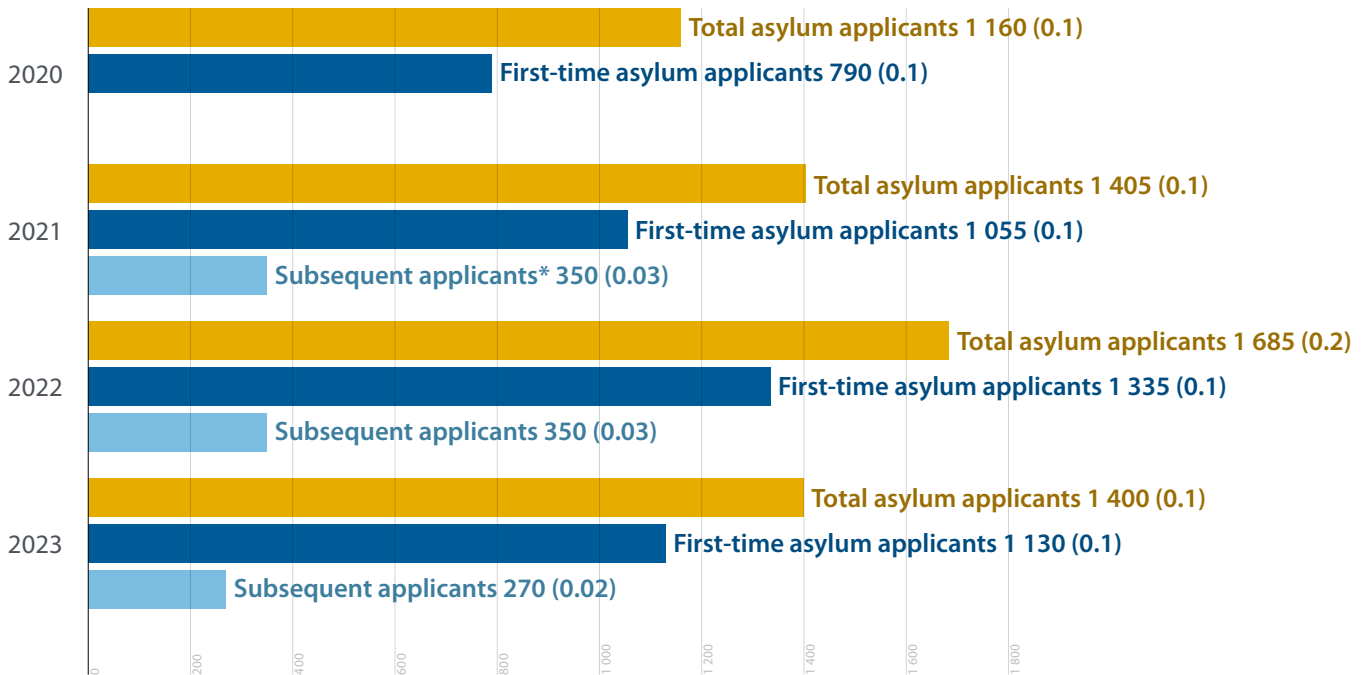 Total asylum applicants 1 160 (0.1)
2020
First-time asylum applicants 790 (0.1)
Total asylum applicants 1 405 (0.1)
2021
First-time asylum applicants 1 055 (0.1)
Subsequent applicants* 350 (0.03)
Total asylum applicants 1 685 (0.2)
2022
First-time asylum applicants 1 335 (0.1)
Subsequent applicants 350 (0.03)
Total asylum applicants 1 400 (0.1)
2023
First-time asylum applicants 1 130 (0.1)
Subsequent applicants 270 (0.02)
0
200
400
600
800
1 000
1 200
1 400
1 600
1 800